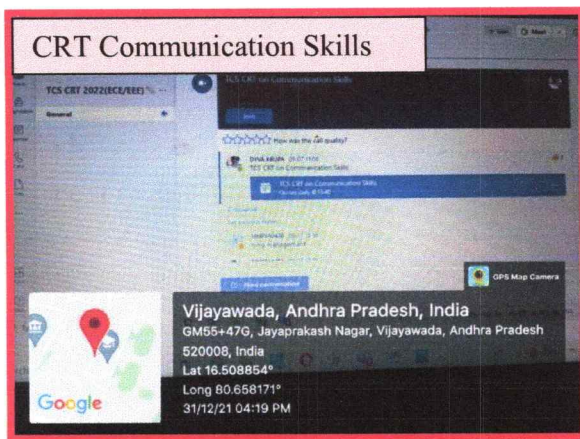 CRT Communication Skills
Meet
TCS CRT 2022(ECE/EEE)
General
TCS CRT on Communication Skills
How was the call quality?
TCS CRT on Communication Skills
TCS CRT on Communication Skills
New conversation
GPS Map Camera
Vijayawada, Andhra Pradesh, India
GM55+47G, Jayaprakash Nagar, Vijayawada, Andhra Pradesh
520008, India
Lat 16.508854°
Long 80.658171°
31/12/21 04:19 PM
Google